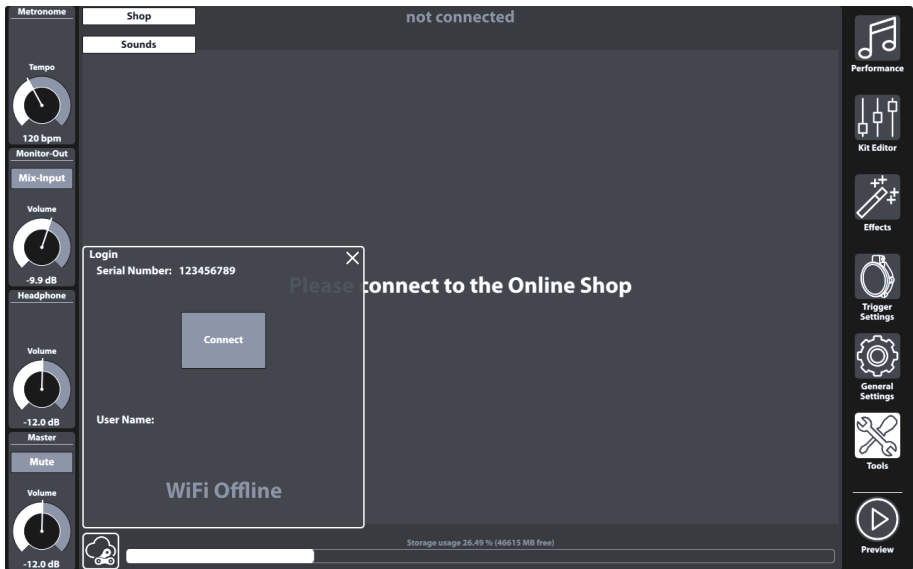 Metronome
Tempo
120 bpm
Monitor-Out
Mix-Input
Volume
-9.9 dB
Headphone
Volume
-12.0 dB
Master
Mute
Volume
-12.0 dB
Shop
Sounds
not connected
Please connect to the Online Shop
Login
Serial Number: 123456789
Connect
User Name:
WiFi Offline
Storage usage 26.49 % (46615 MB free)
Performance
Kit Editor
Effects
Trigger
Settings
General
Settings
Tools
Preview